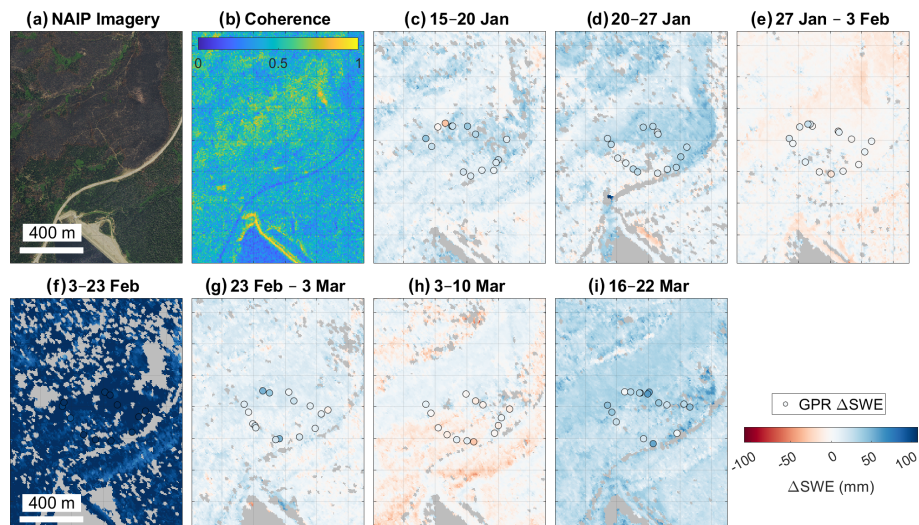 (a) NAIP Imagery
(b) Coherence
(c) 15–20 Jan
(d) 20–27 Jan
(e) 27 Jan – 3 Feb
0 0.5 1
400 m
(f) 3–23 Feb
(g) 23 Feb – 3 Mar
(h) 3–10 Mar
(i) 16–22 Mar
400 m
GPR ΔSWE
-100 -50 0 50 100
ΔSWE (mm)